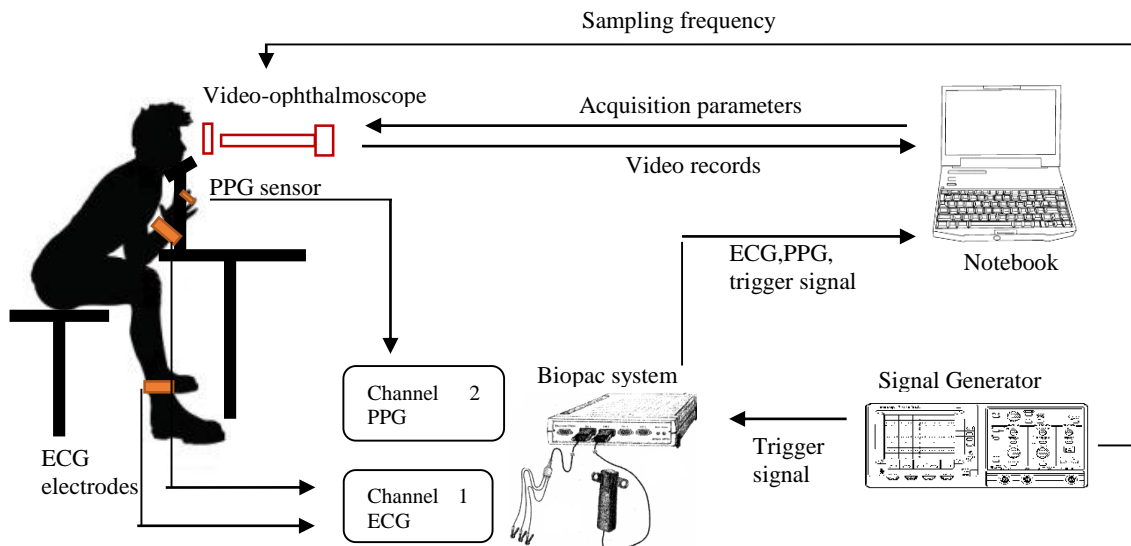 Sampling frequency
Video-ophthalmoscope
Acquisition parameters
Video records
PPG sensor
ECG,PPG,
trigger signal
Notebook
Channel 2
PPG
Biopac system
Signal Generator
Trigger
signal
ECG
electrodes
Channel 1
ECG